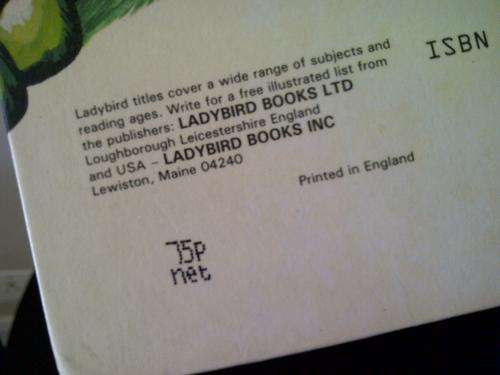 Ladybird titles cover a wide range of subjects and
reading ages. Write for a free illustrated list from
the publishers: LADYBIRD BOOKS LTD
Loughborough Leicestershire England
and USA – LADYBIRD BOOKS INC
Lewiston, Maine 04240
Printed in England
ISBN
75p
net